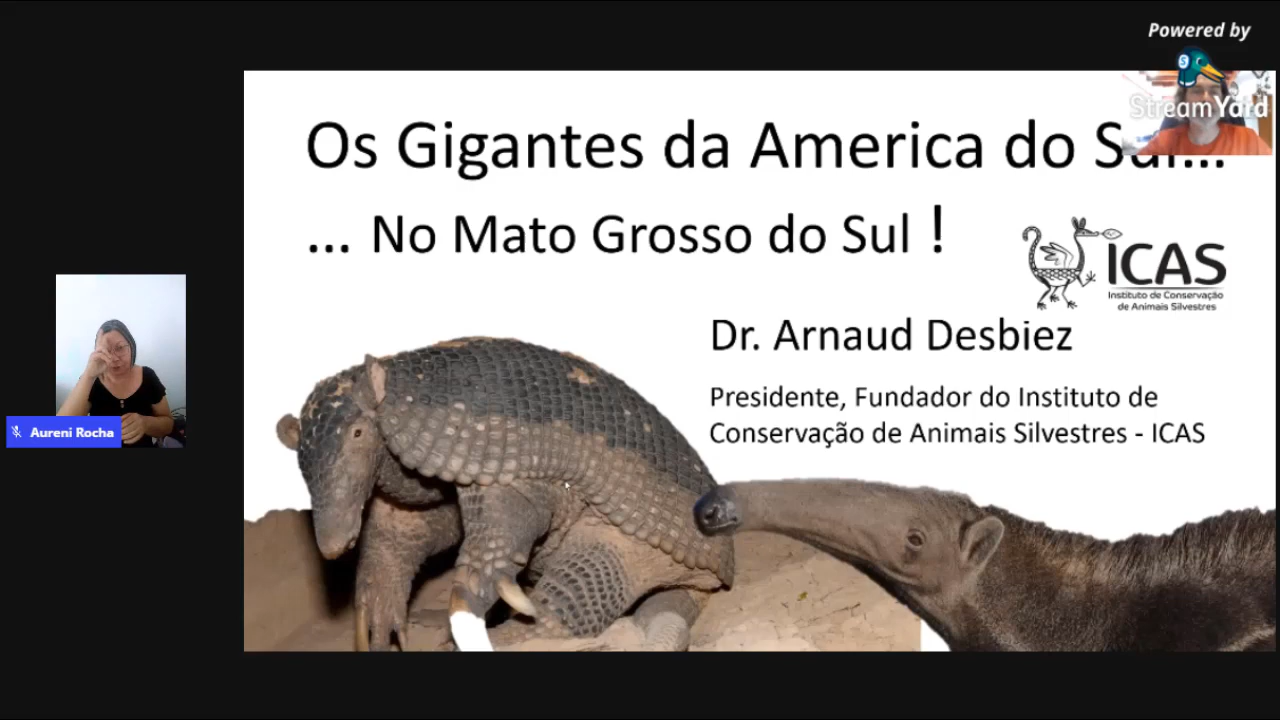 Powered by
StreamYard
Os Gigantes da America do Sul...
... No Mato Grosso do Sul !
ICAS
Instituto de Conservação
de Animais Silvestres
Dr. Arnaud Desbiez
Presidente, Fundador do Instituto de
Conservação de Animais Silvestres - ICAS
Aureni Rocha